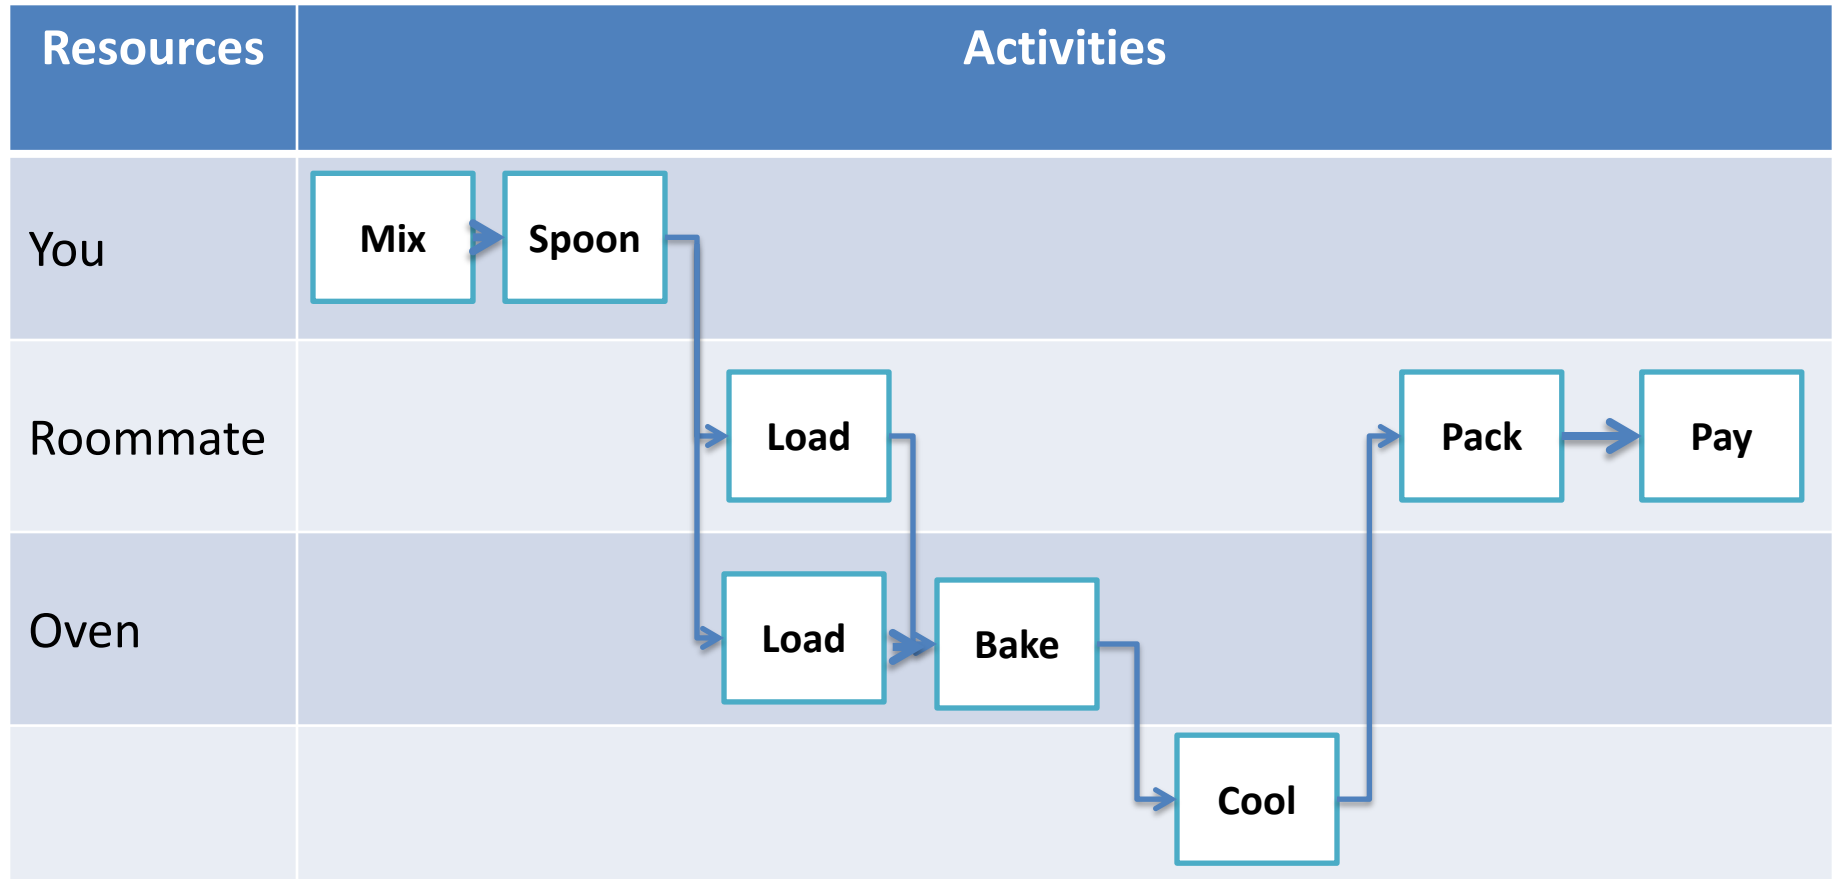 Resources
Activities
You
Mix
Spoon
Roommate
Load
Pack
Pay
Oven
Load
Bake
Cool